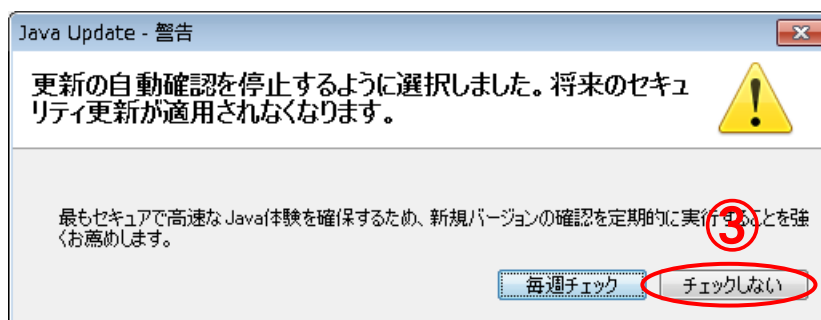 Java Update - 警告
更新の自動確認を停止するように選択しました。将来のセキュ
リティ更新が適用されなくなります。
最もセキュアで高速なJava体験を確保するため、新規バージョンの確認を定期的に実行することを強
くお薦めします。
③
毎週チェック
チェックしない